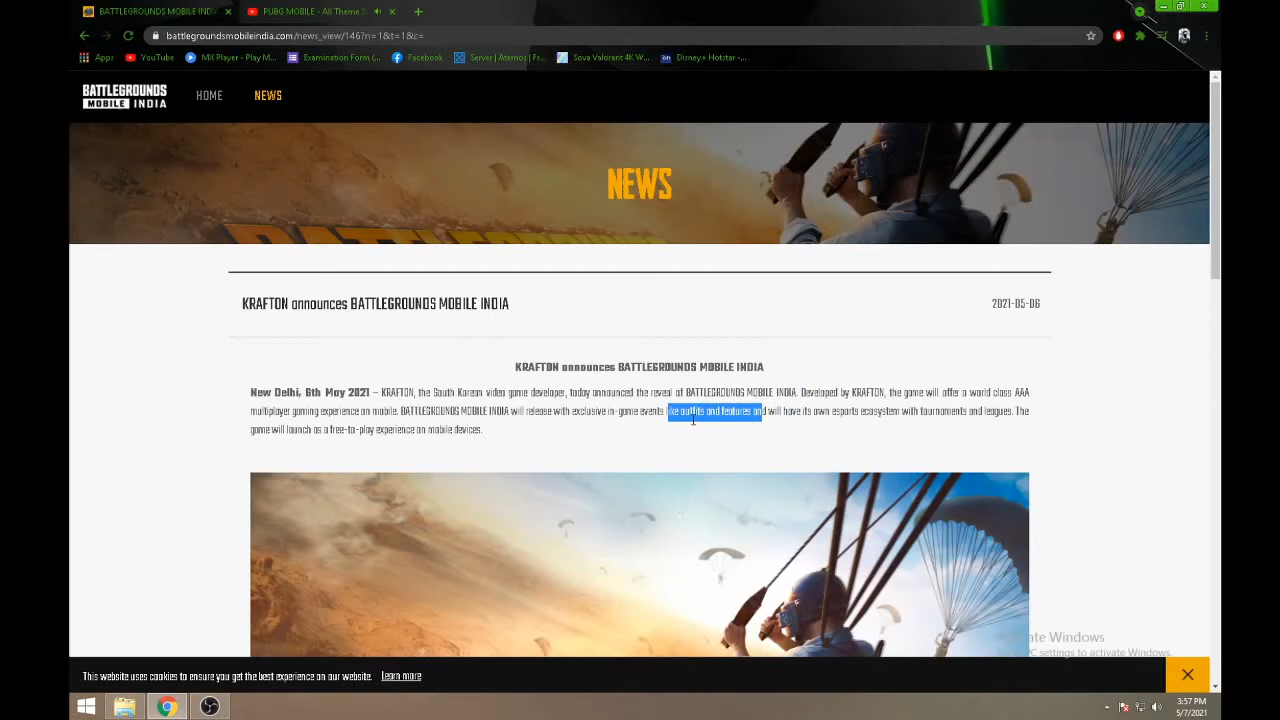 BATTLEGROUNDS MOBILE INDIA
PUBG MOBILE - All Theme S
battlegroundsmobileindia.com/news_view/146?n=1&t=1&c=
Apps YouTube MX Player - Play M... Examination Form (... Facebook Server | Aternos | Fr... Sova Valorant 4K W... Disney+ Hotstar -...
BATTLEGROUNDS
MOBILE INDIA
HOME NEWS
NEWS
KRAFTON announces BATTLEGROUNDS MOBILE INDIA 2021-05-06
KRAFTON announces BATTLEGROUNDS MOBILE INDIA
New Delhi, 6th May 2021 – KRAFTON, the South Korean video game developer, today announced the reveal of BATTLEGROUNDS MOBILE INDIA. Developed by KRAFTON, the game will offer a world class AAA
multiplayer gaming experience on mobile. BATTLEGROUNDS MOBILE INDIA will release with exclusive in-game events like outfits and features and will have its own esports ecosystem with tournaments and leagues. The
game will launch as a free-to-play experience on mobile devices.
ate Windows
PC settings to activate Windows.
This website uses cookies to ensure you get the best experience on our website. Learn more
3:57 PM
5/7/2021